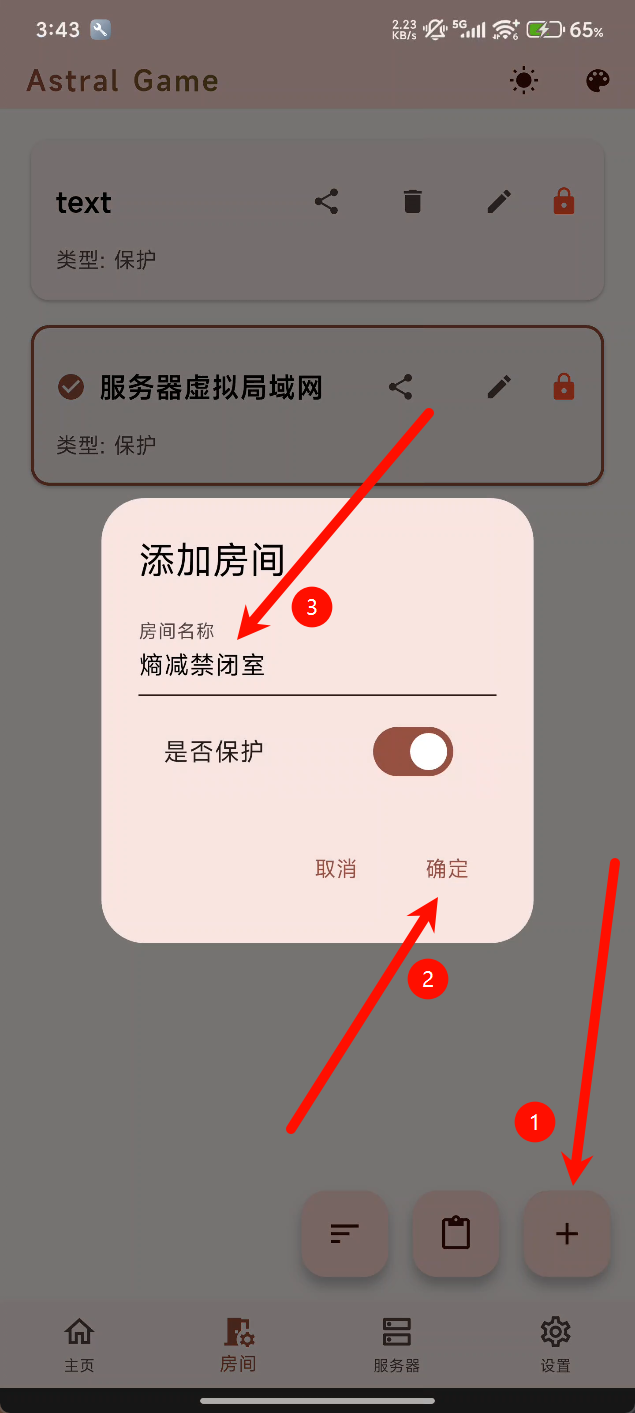 3:43
2.23 KB/s
5G
6
65%
Astral Game
text
类型: 保护
服务器虚拟局域网
类型: 保护
添加房间
3
房间名称
熵减禁闭室
是否保护
取消
确定
2
1
主页
房间
服务器
设置